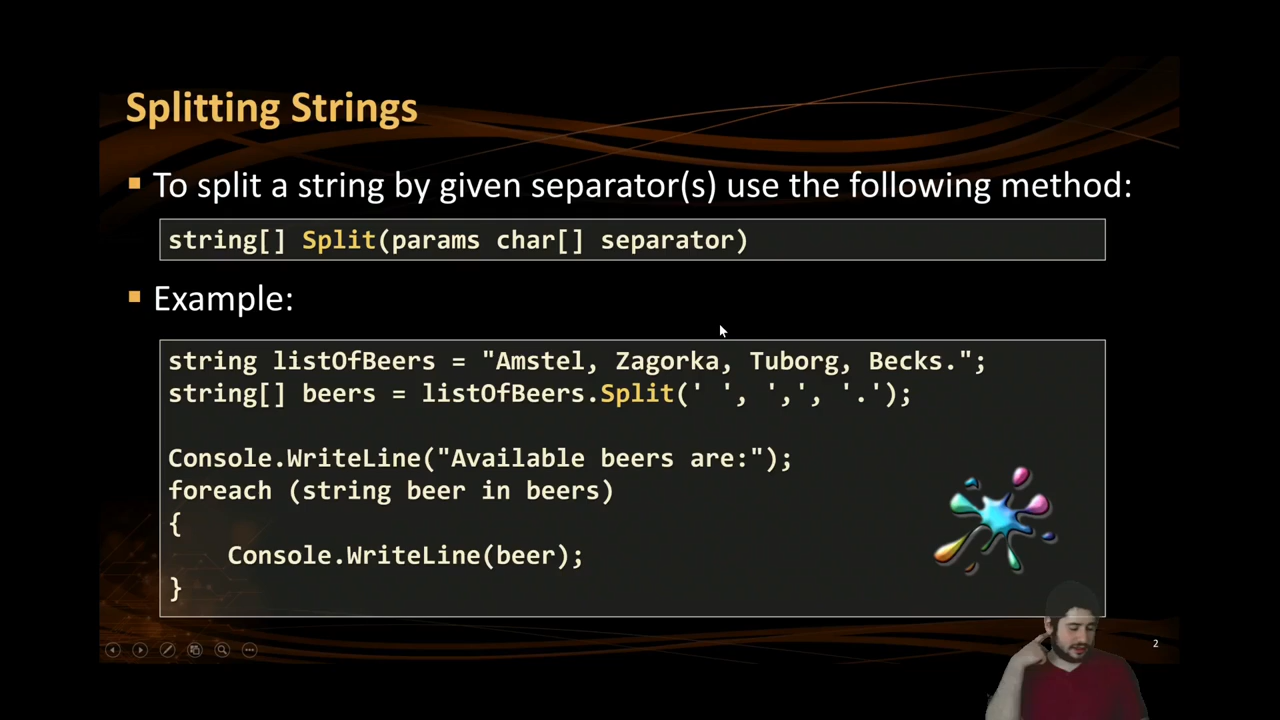 Splitting Strings
To split a string by given separator(s) use the following method:
string[] Split(params char[] separator)
Example:
string listOfBeers = "Amstel, Zagorka, Tuborg, Becks.";
string[] beers = listOfBeers.Split(' ', ',', '.');
Console.WriteLine("Available beers are:");
foreach (string beer in beers)
{
    Console.WriteLine(beer);
}
2